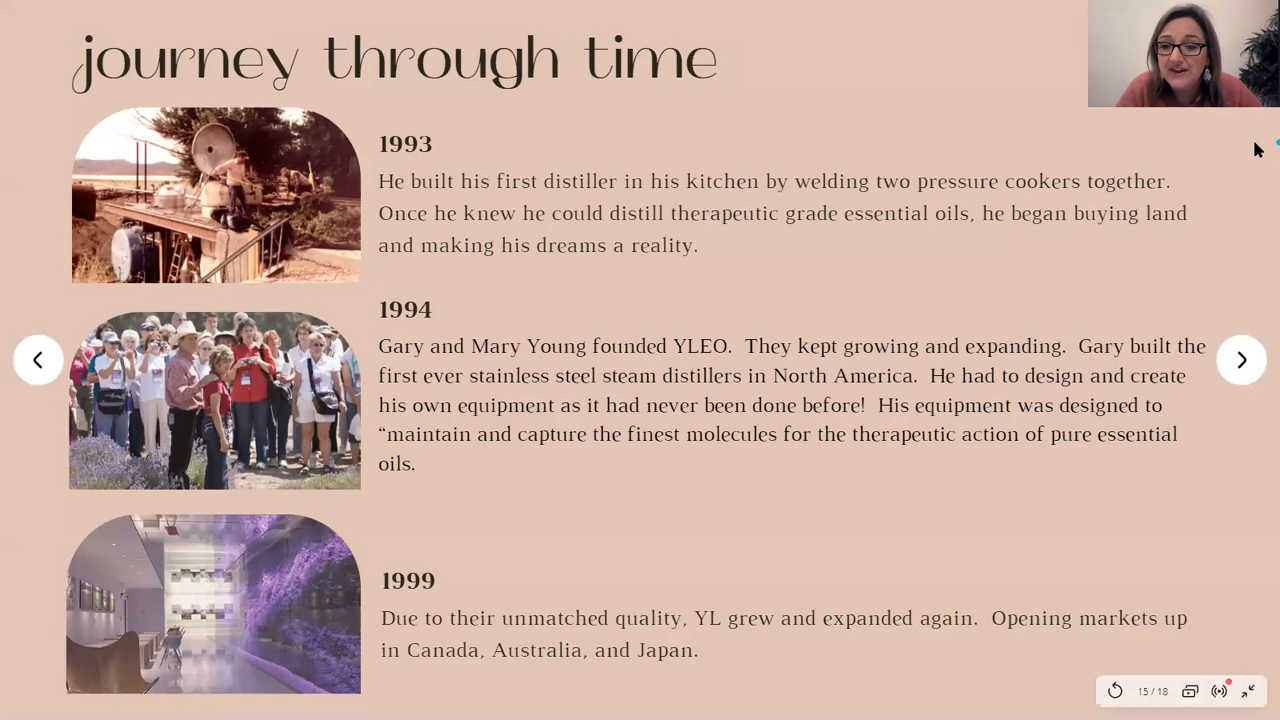 journey through time
1993
He built his first distiller in his kitchen by welding two pressure cookers together.
Once he knew he could distill therapeutic grade essential oils, he began buying land
and making his dreams a reality.
1994
Gary and Mary Young founded YLEO.  They kept growing and expanding.  Gary built the
first ever stainless steel steam distillers in North America.  He had to design and create
his own equipment as it had never been done before!  His equipment was designed to
“maintain and capture the finest molecules for the therapeutic action of pure essential
oils.
1999
Due to their unmatched quality, YL grew and expanded again.  Opening markets up
in Canada, Australia, and Japan.
15 / 18